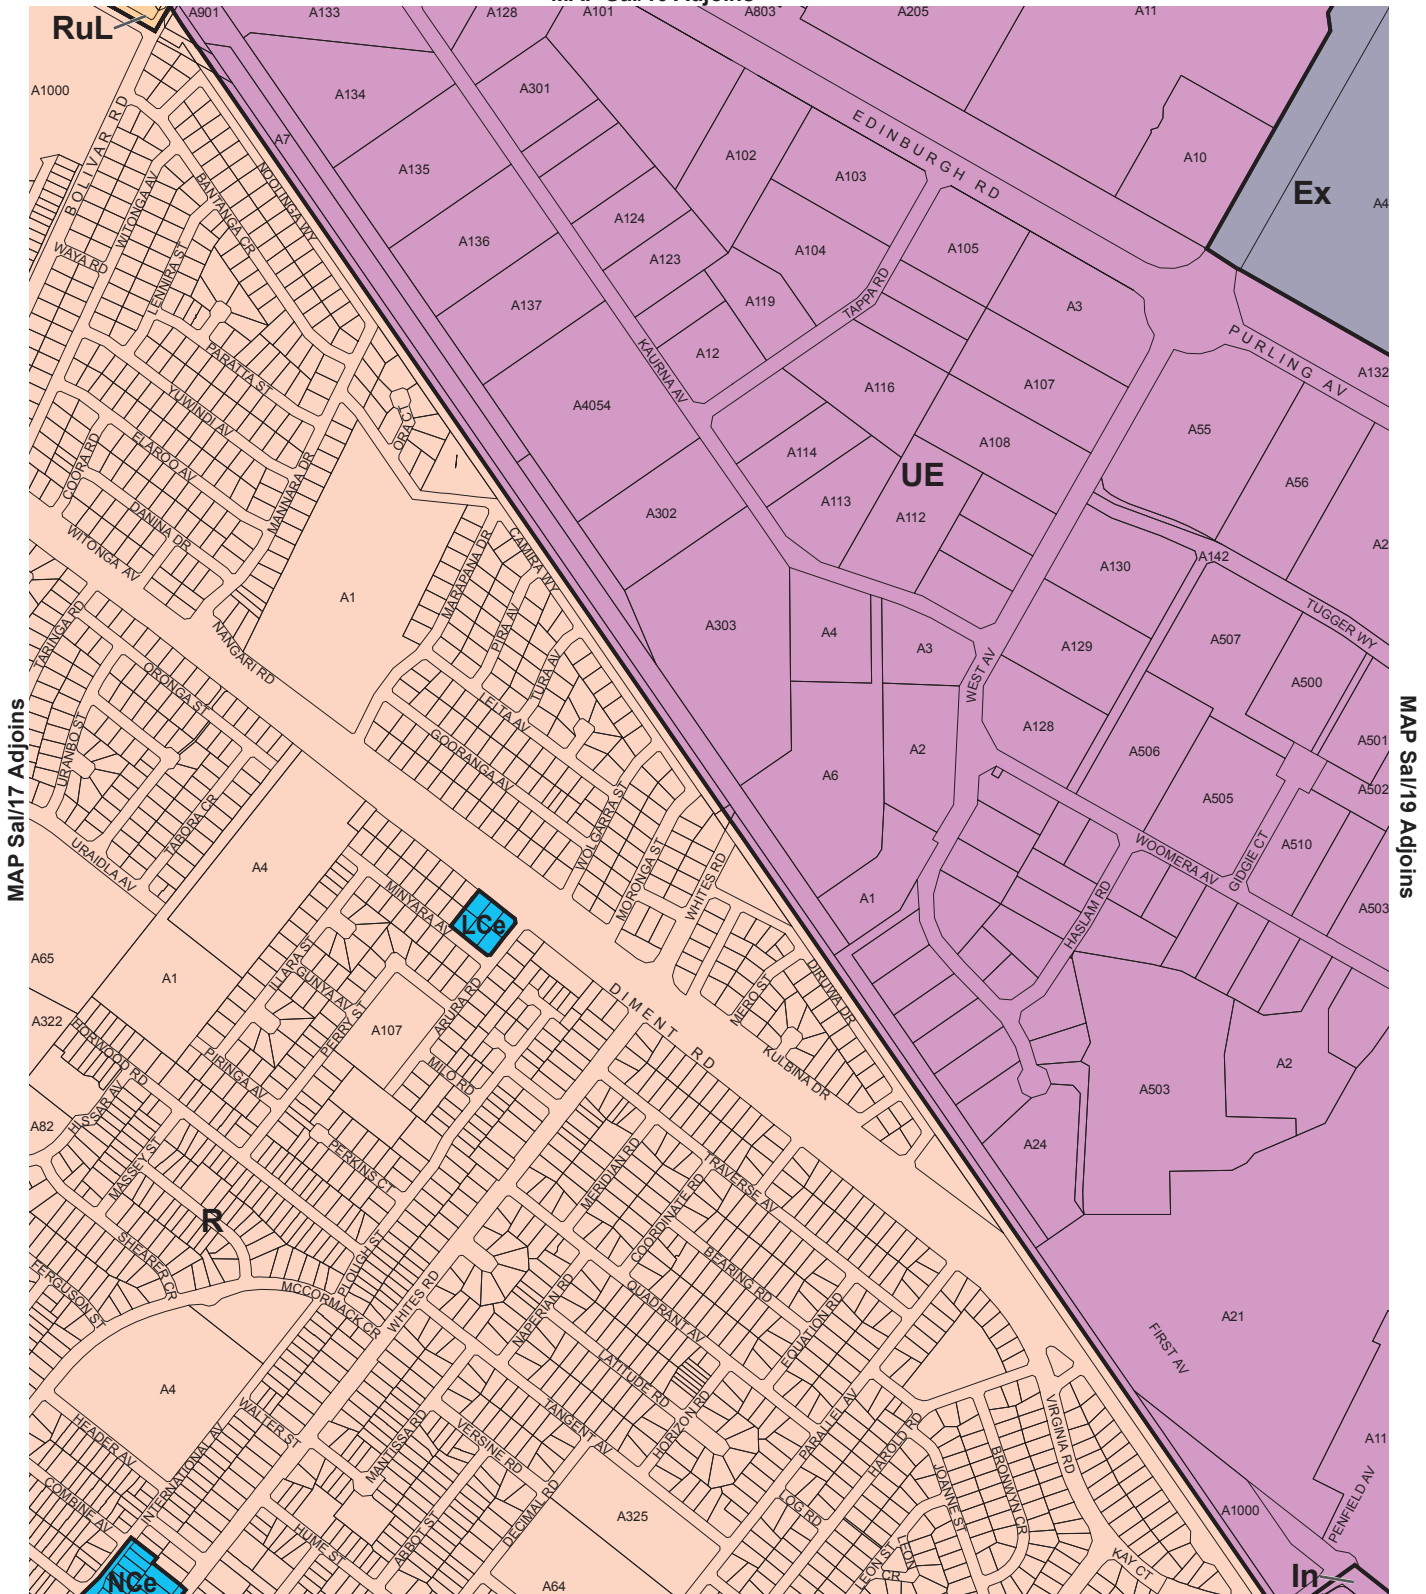 A901
A133
A128
A101
A803
A205
A11
RuL
A1000
A134
A301
EDINBURGH RD
A7
A102
A10
A135
A103
Ex
A4
BOLIVAR RD
NOOLINGA WY
WITONGA AV
BANTANGA CR
A124
A136
A123
A104
A105
WAYA RD
LENNIRA ST
A137
A119
TAPPA RD
A3
PURLING AV
A12
KAURNA AV
A132
PARATTA ST
YUWINDI AV
A4054
A116
A107
ORA CT
A55
ELAROO AV
COORA RD
A114
A108
UE
A56
MANNARA DR
A113
A112
DANINA DR
A302
WITONGA AV
CAMIRA WY
MARAPANA DR
A2
A142
A130
A1
TUGGER WY
TARINGA RD
PIRA AV
A303
A4
A3
A129
A507
NANGARI RD
WEST AV
A500
ORONGA ST
TURA AV
LEITA AV
MAP Sal/17 Adjoins
MAP Sal/19 Adjoins
URANBO ST
GOORANGA AV
A128
A2
A506
A501
A6
A502
TABORA CR
WOLGARRA ST
A505
URAIDLA AV
A4
WOOMERA AV
GIDGIE CT
A510
MORONGA ST
WHITES RD
MINYARA AV
LCe
A1
HASLAM RD
A503
A65
A1
ILLARA ST
GUNYA AV
DIRUWA DR
MERO ST
DIMENT RD
A322
PERRY ST
A107
ARURA RD
HORWOOD RD
PIRINGA AV
MILO RD
KULBINA DR
A2
A503
HISSAR AV
A82
A24
PERKINS CT
MASSEY ST
MERIDIAN RD
TRAVERSE AV
COORDINATE RD
R
SHEARER CR
PLOUGH ST
BEARING RD
FERGUSON ST
MCCORMACK CR
WHITES RD
NAPERIAN RD
QUADRANT AV
EQUATION RD
A21
FIRST AV
LATITUDE RD
A4
HEADER AV
WALTER ST
TANGENT AV
HORIZON RD
PARALLEL AV
VIRGINIA RD
MANTISSA RD
VERSINE RD
HAROLD RD
A11
INTERNATIONAL AV
BRONWYN CR
JOANNE ST
COMBINE AV
DECIMAL RD
A325
LOG RD
A1000
PENFIELD AV
HUME ST
ABBOT ST
LEON ST
LEON CR
KAY CT
NCe
A64
In